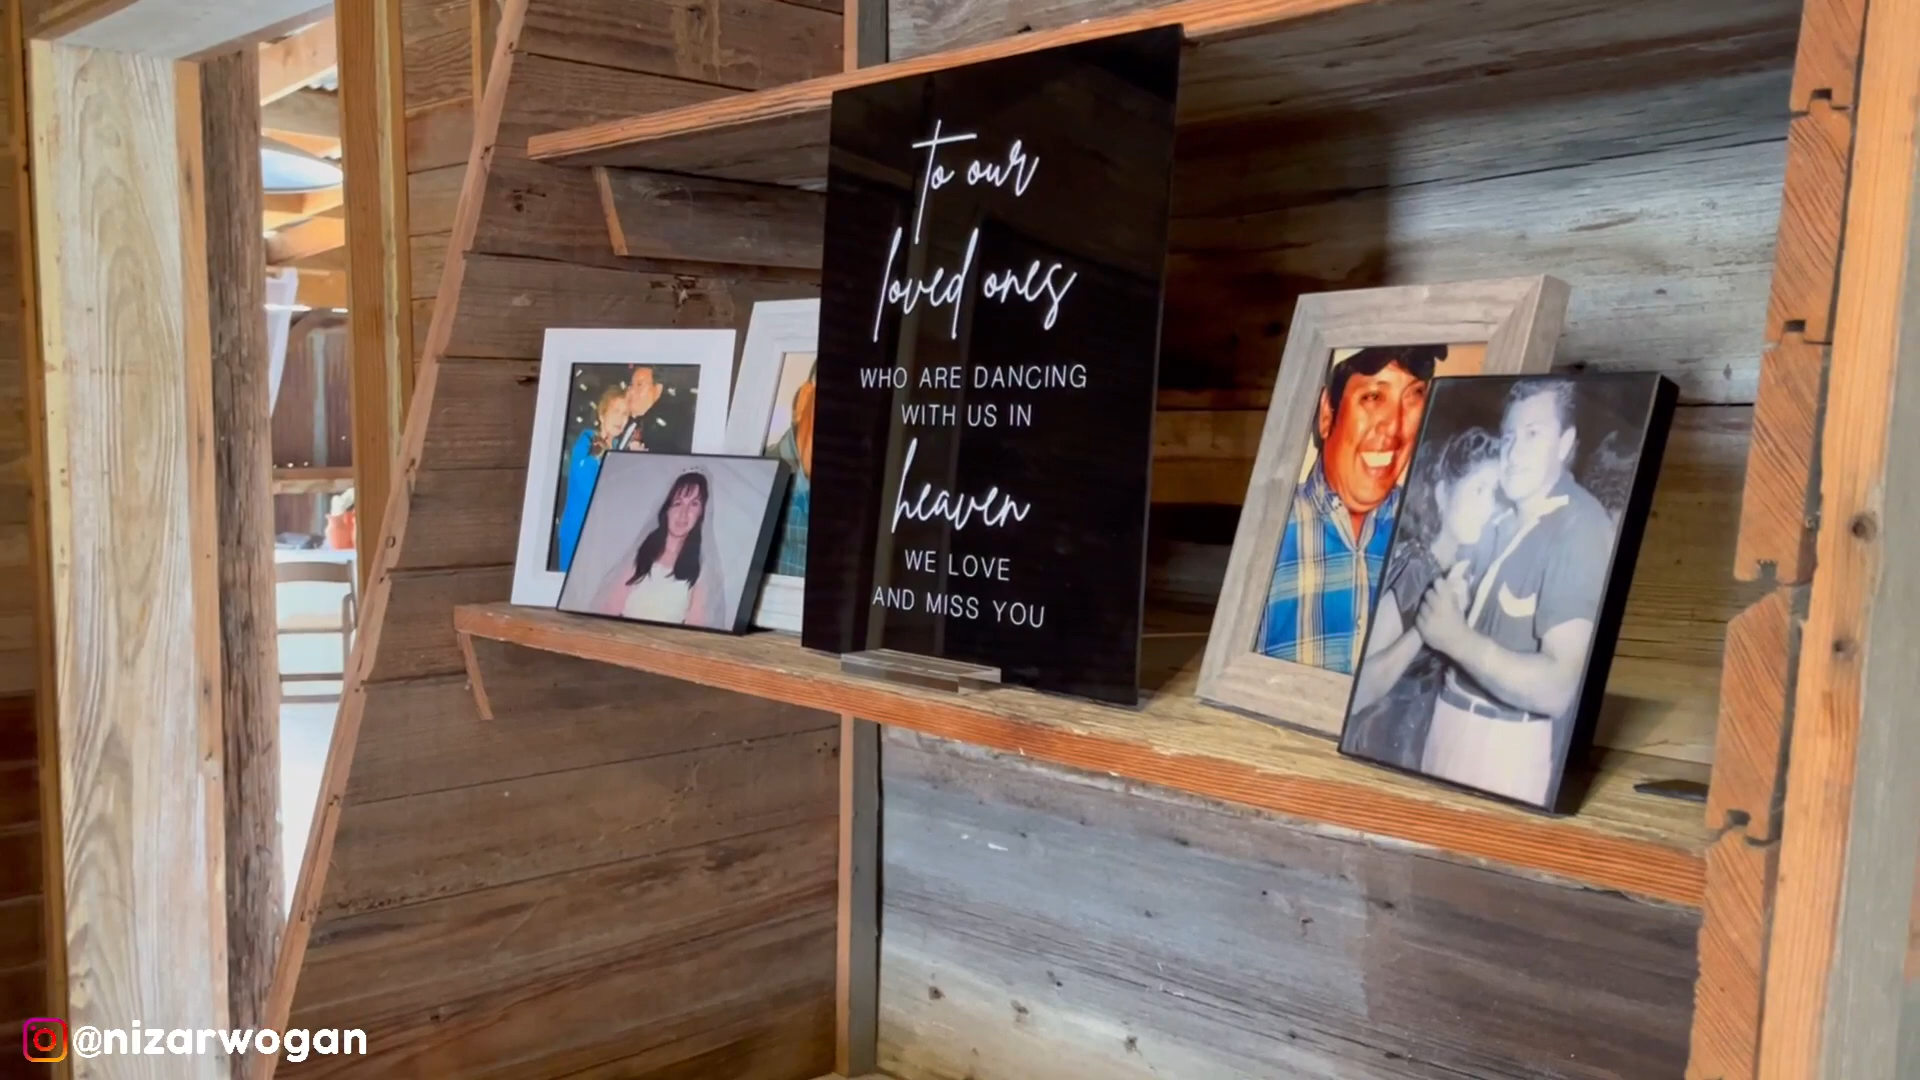 to our
loved ones
WHO ARE DANCING
WITH US IN
heaven
WE LOVE
AND MISS YOU
@nizarwogan